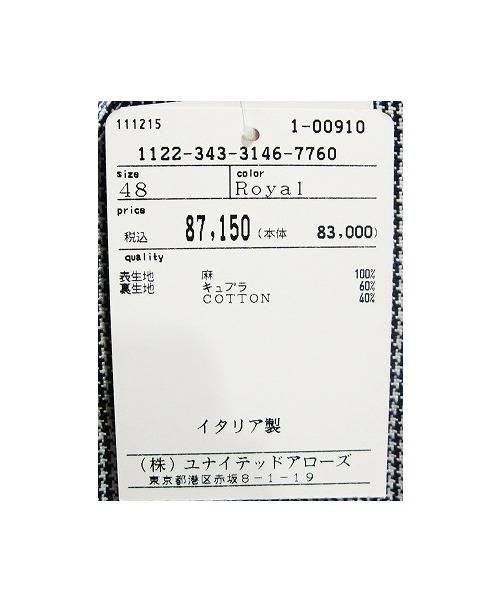 111215 1-00910
1122-343-3146-7760
size color
48 Royal
price
税込 87,150 (本体 83,000)
quality
表生地 麻 100%
裏生地 キュプラ 60%
COTTON 40%
イタリア製
(株) ユナイテッドアローズ
東京都港区赤坂8-1-19